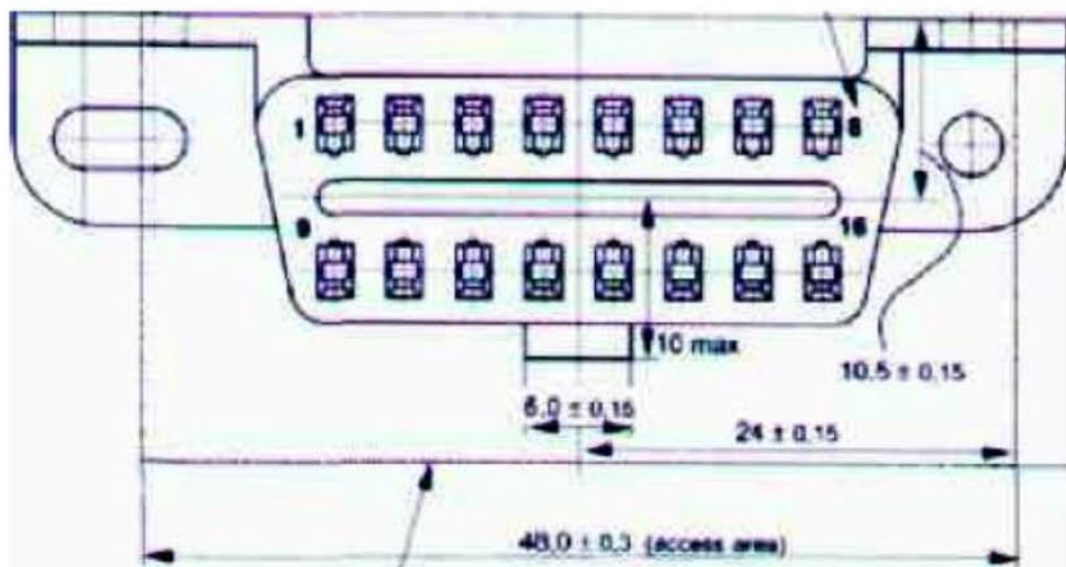 1
8
9
16
10 max
10,5 ± 0,15
6,0 ± 0,15
24 ± 0,15
48,0 ± 0,3 (access area)